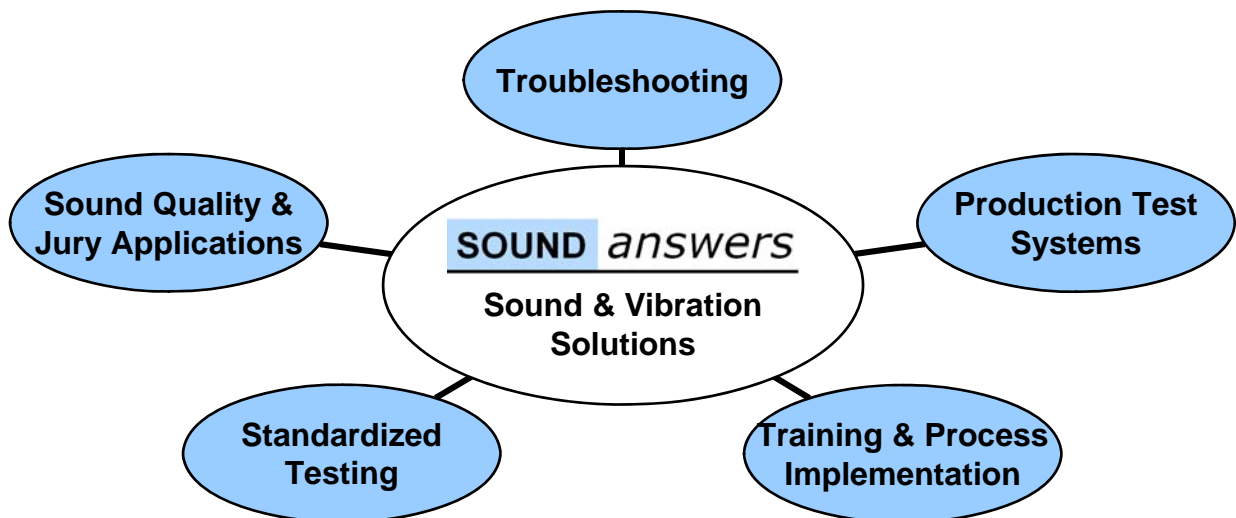 Troubleshooting
Sound Quality &
Jury Applications
Production Test
Systems
SOUND answers
Sound & Vibration
Solutions
Standardized
Testing
Training & Process
Implementation